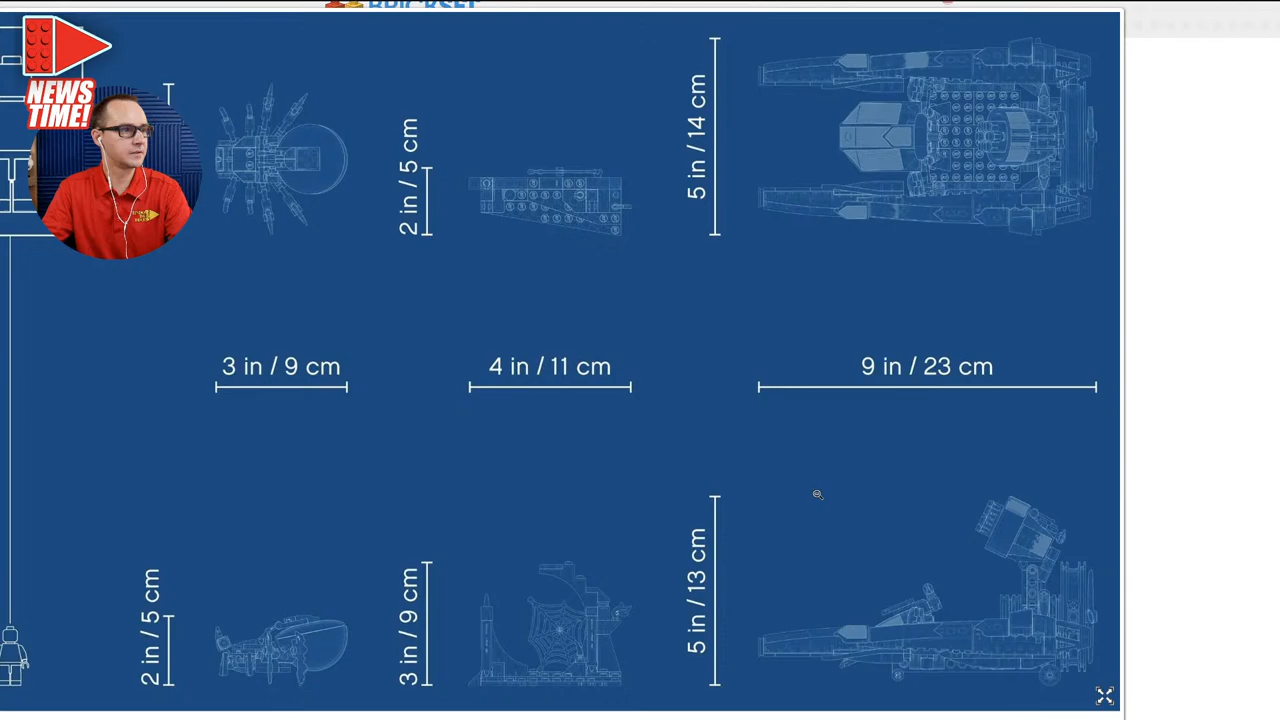 BRICKSET
NEWS
TIME!
2 in / 5 cm
5 in / 14 cm
3 in / 9 cm
4 in / 11 cm
9 in / 23 cm
2 in / 5 cm
3 in / 9 cm
5 in / 13 cm